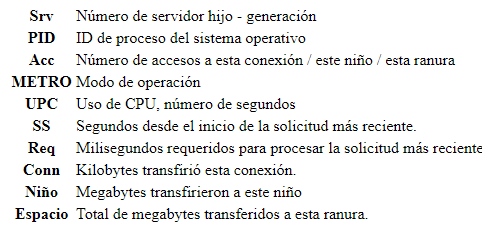 Srv Número de servidor hijo - generación
PID ID de proceso del sistema operativo
Acc Número de accesos a esta conexión / este niño / esta ranura
METRO Modo de operación
UPC Uso de CPU, número de segundos
SS Segundos desde el inicio de la solicitud más reciente.
Req Milisegundos requeridos para procesar la solicitud más reciente
Conn Kilobytes transfirió esta conexión.
Niño Megabytes transfirieron a este niño
Espacio Total de megabytes transferidos a esta ranura.